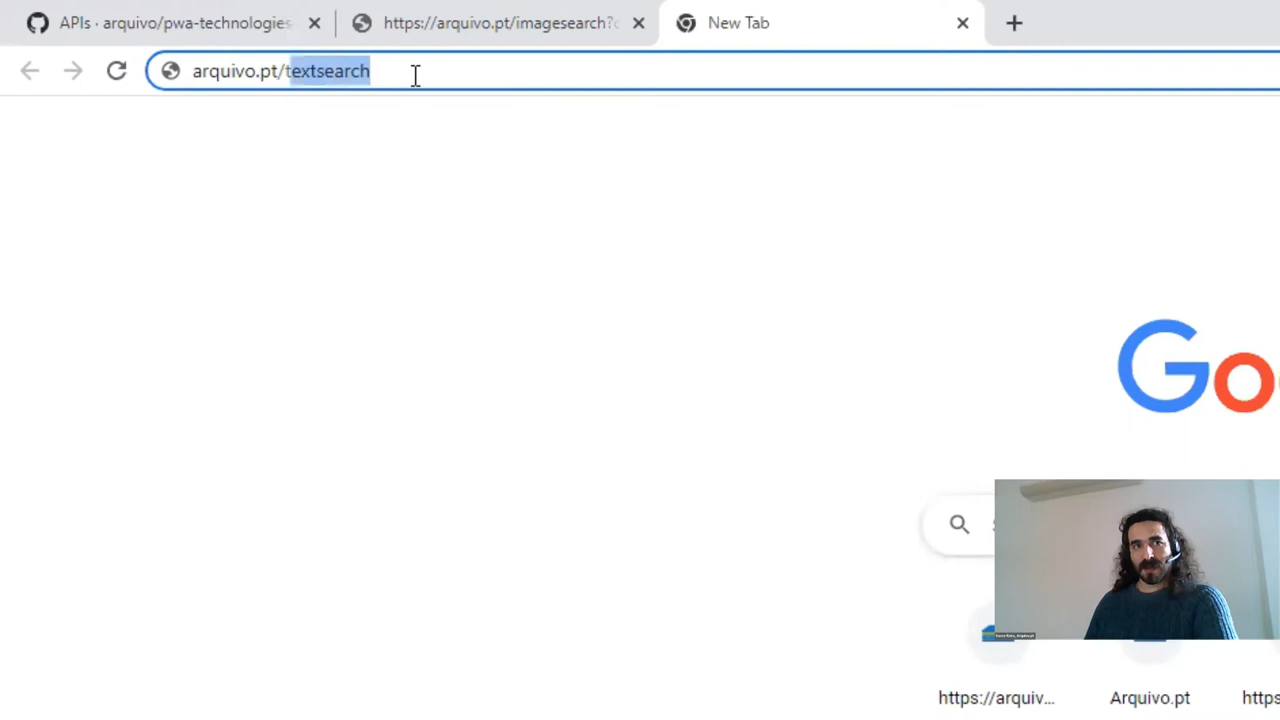 APIs · arquivo/pwa-technologies
https://arquivo.pt/imagesearch?
New Tab
arquivo.pt/textsearch
Go
https://arquiv...
Arquivo.pt
https